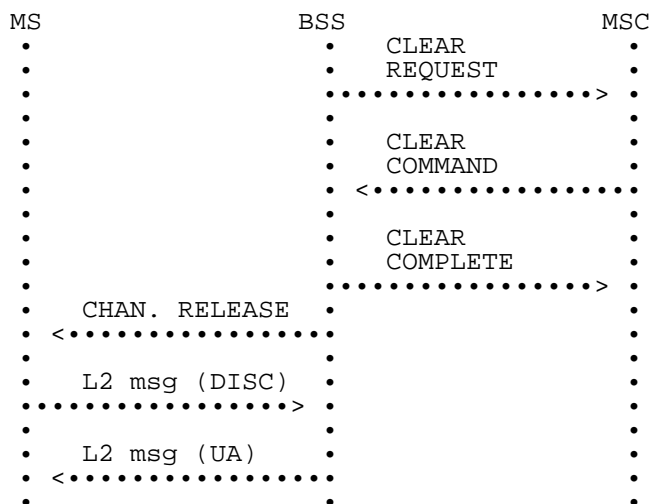 MS BSS MSC
CLEAR
REQUEST
CLEAR
COMMAND
CLEAR
COMPLETE
CHAN. RELEASE
L2 msg (DISC)
L2 msg (UA)